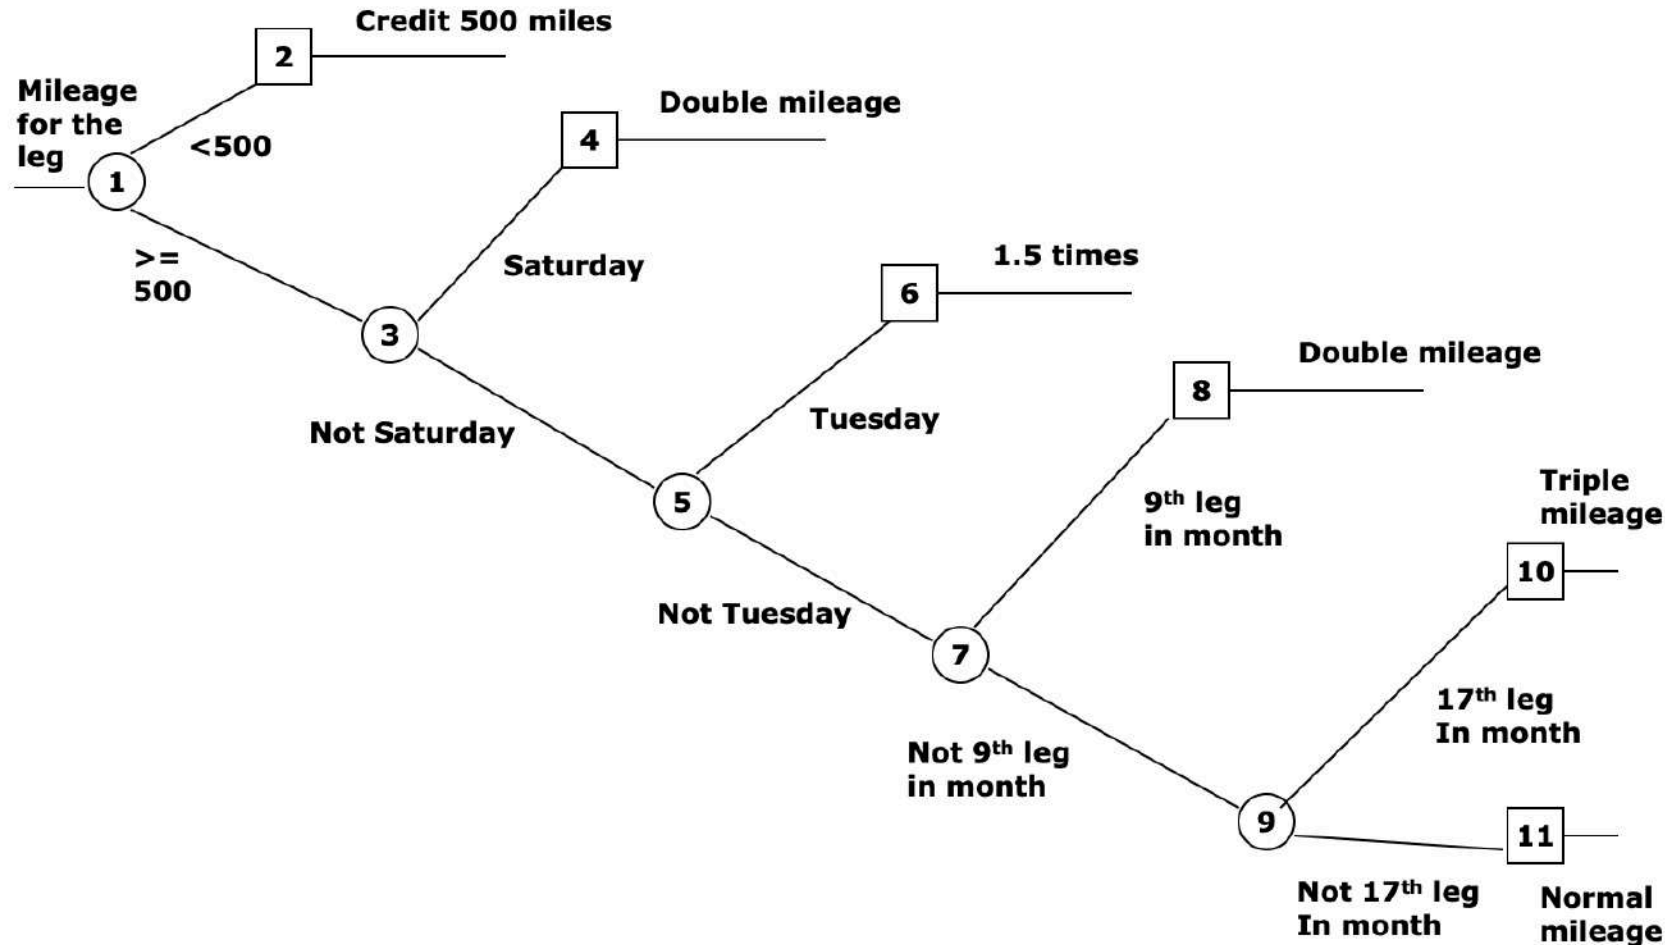 Credit 500 miles
2
Mileage
for the
leg
<500
1
>=
500
Double mileage
4
Saturday
3
Not Saturday
1.5 times
6
Tuesday
5
Not Tuesday
Double mileage
8
9th leg
in month
7
Not 9th leg
in month
Triple
mileage
10
17th leg
In month
9
11
Not 17th leg
In month
Normal
mileage